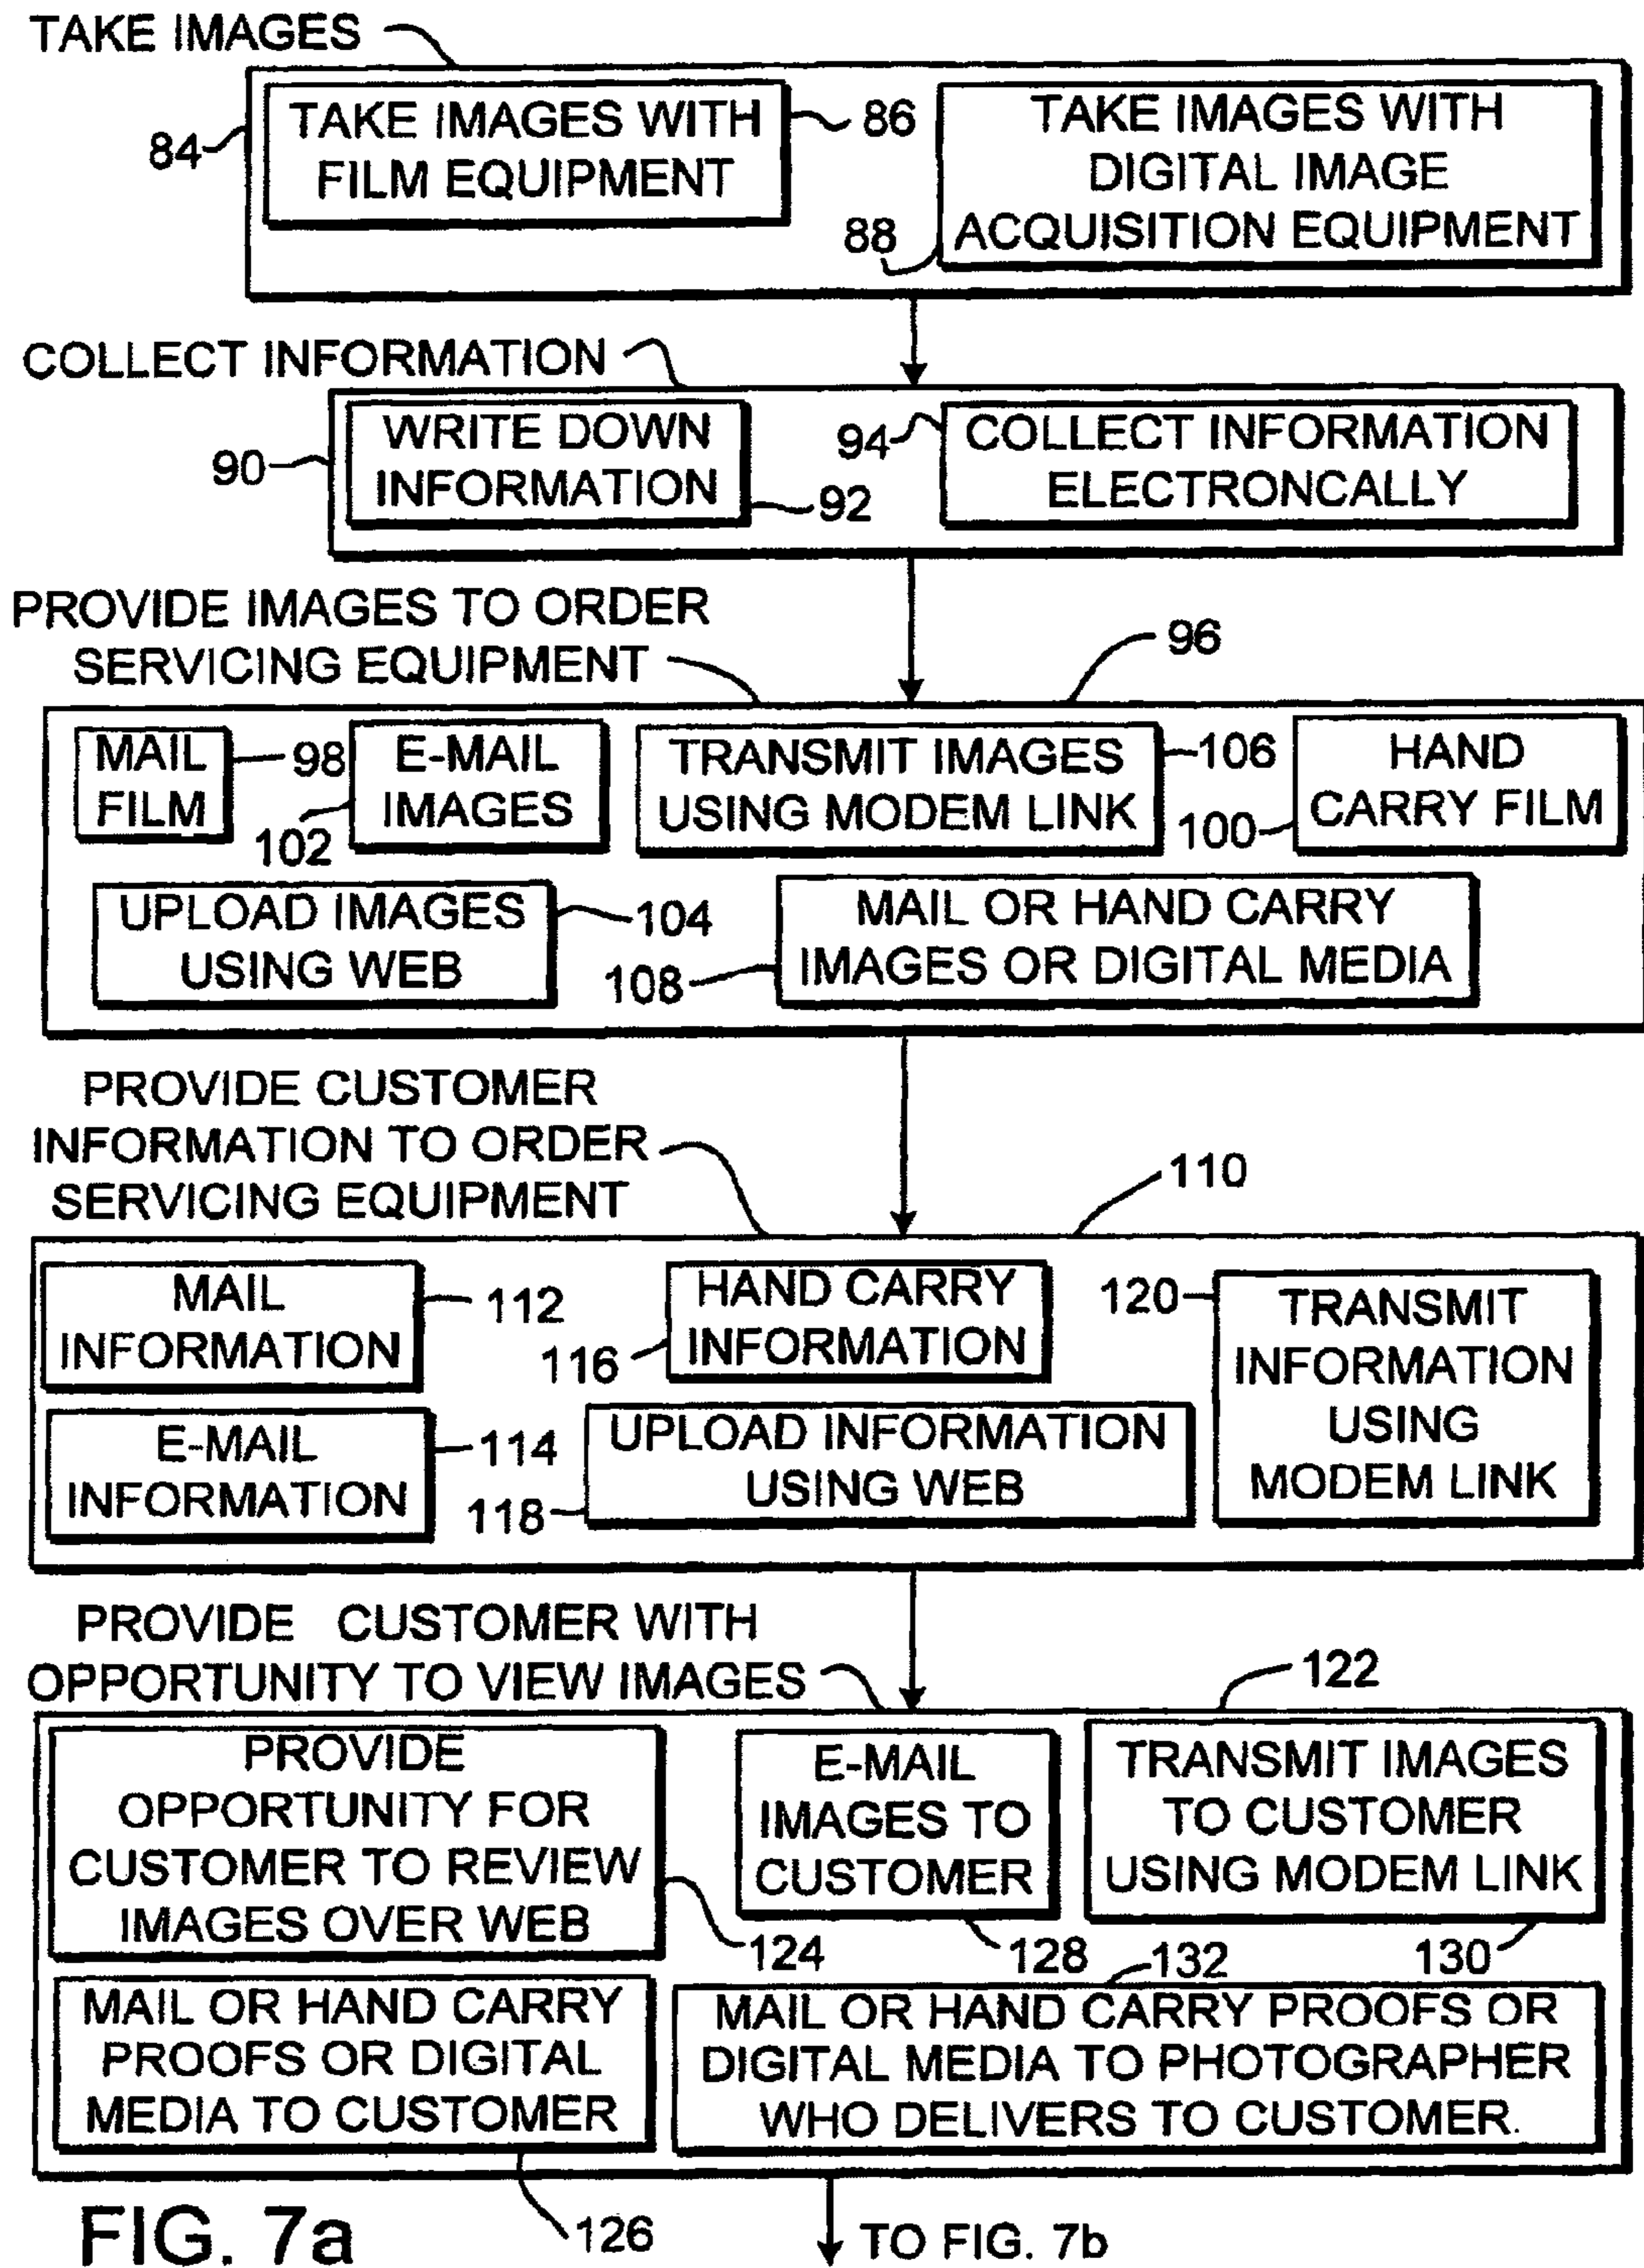 TAKE IMAGES
84
TAKE IMAGES WITH
FILM EQUIPMENT
86
TAKE IMAGES WITH
DIGITAL IMAGE
ACQUISITION EQUIPMENT
88
COLLECT INFORMATION
90
WRITE DOWN
INFORMATION
92
94
COLLECT INFORMATION
ELECTRONCALLY
PROVIDE IMAGES TO ORDER
SERVICING EQUIPMENT
96
MAIL
FILM
98
E-MAIL
IMAGES
102
TRANSMIT IMAGES
USING MODEM LINK
106
HAND
CARRY FILM
100
UPLOAD IMAGES
USING WEB
104
MAIL OR HAND CARRY
IMAGES OR DIGITAL MEDIA
108
PROVIDE CUSTOMER
INFORMATION TO ORDER
SERVICING EQUIPMENT
110
MAIL
INFORMATION
112
HAND CARRY
INFORMATION
116
120
TRANSMIT
INFORMATION
USING
MODEM LINK
E-MAIL
INFORMATION
114
UPLOAD INFORMATION
USING WEB
118
PROVIDE CUSTOMER WITH
OPPORTUNITY TO VIEW IMAGES
122
PROVIDE
OPPORTUNITY FOR
CUSTOMER TO REVIEW
IMAGES OVER WEB
124
E-MAIL
IMAGES TO
CUSTOMER
128
TRANSMIT IMAGES
TO CUSTOMER
USING MODEM LINK
130
MAIL OR HAND CARRY
PROOFS OR DIGITAL
MEDIA TO CUSTOMER
126
132
MAIL OR HAND CARRY PROOFS OR
DIGITAL MEDIA TO PHOTOGRAPHER
WHO DELIVERS TO CUSTOMER.
FIG. 7a
TO FIG. 7b